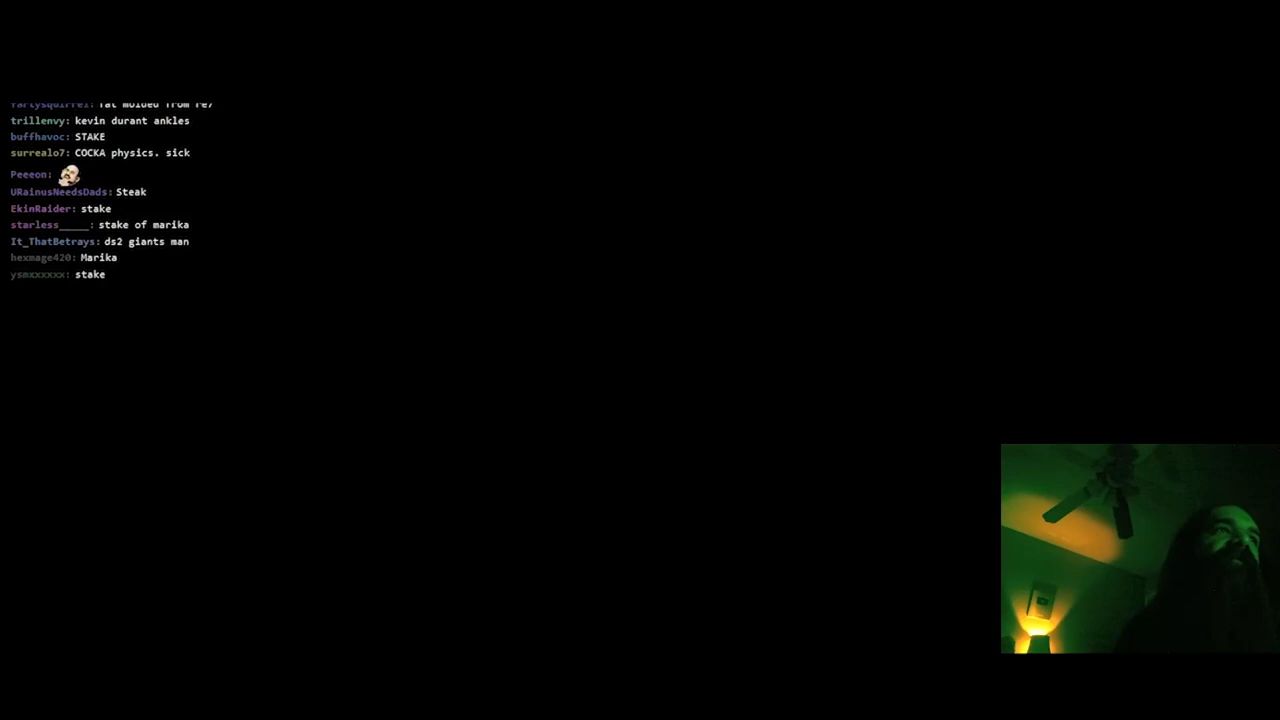 trillenvy: kevin durant ankles
buffhavoc: STAKE
surrealo7: COCKA physics. sick
Peeeon:
URainusNeedsDads: Steak
EkinRaider: stake
starless_____: stake of marika
It_ThatBetrays: ds2 giants man
hexmage420: Marika
ysmxxxxxx: stake